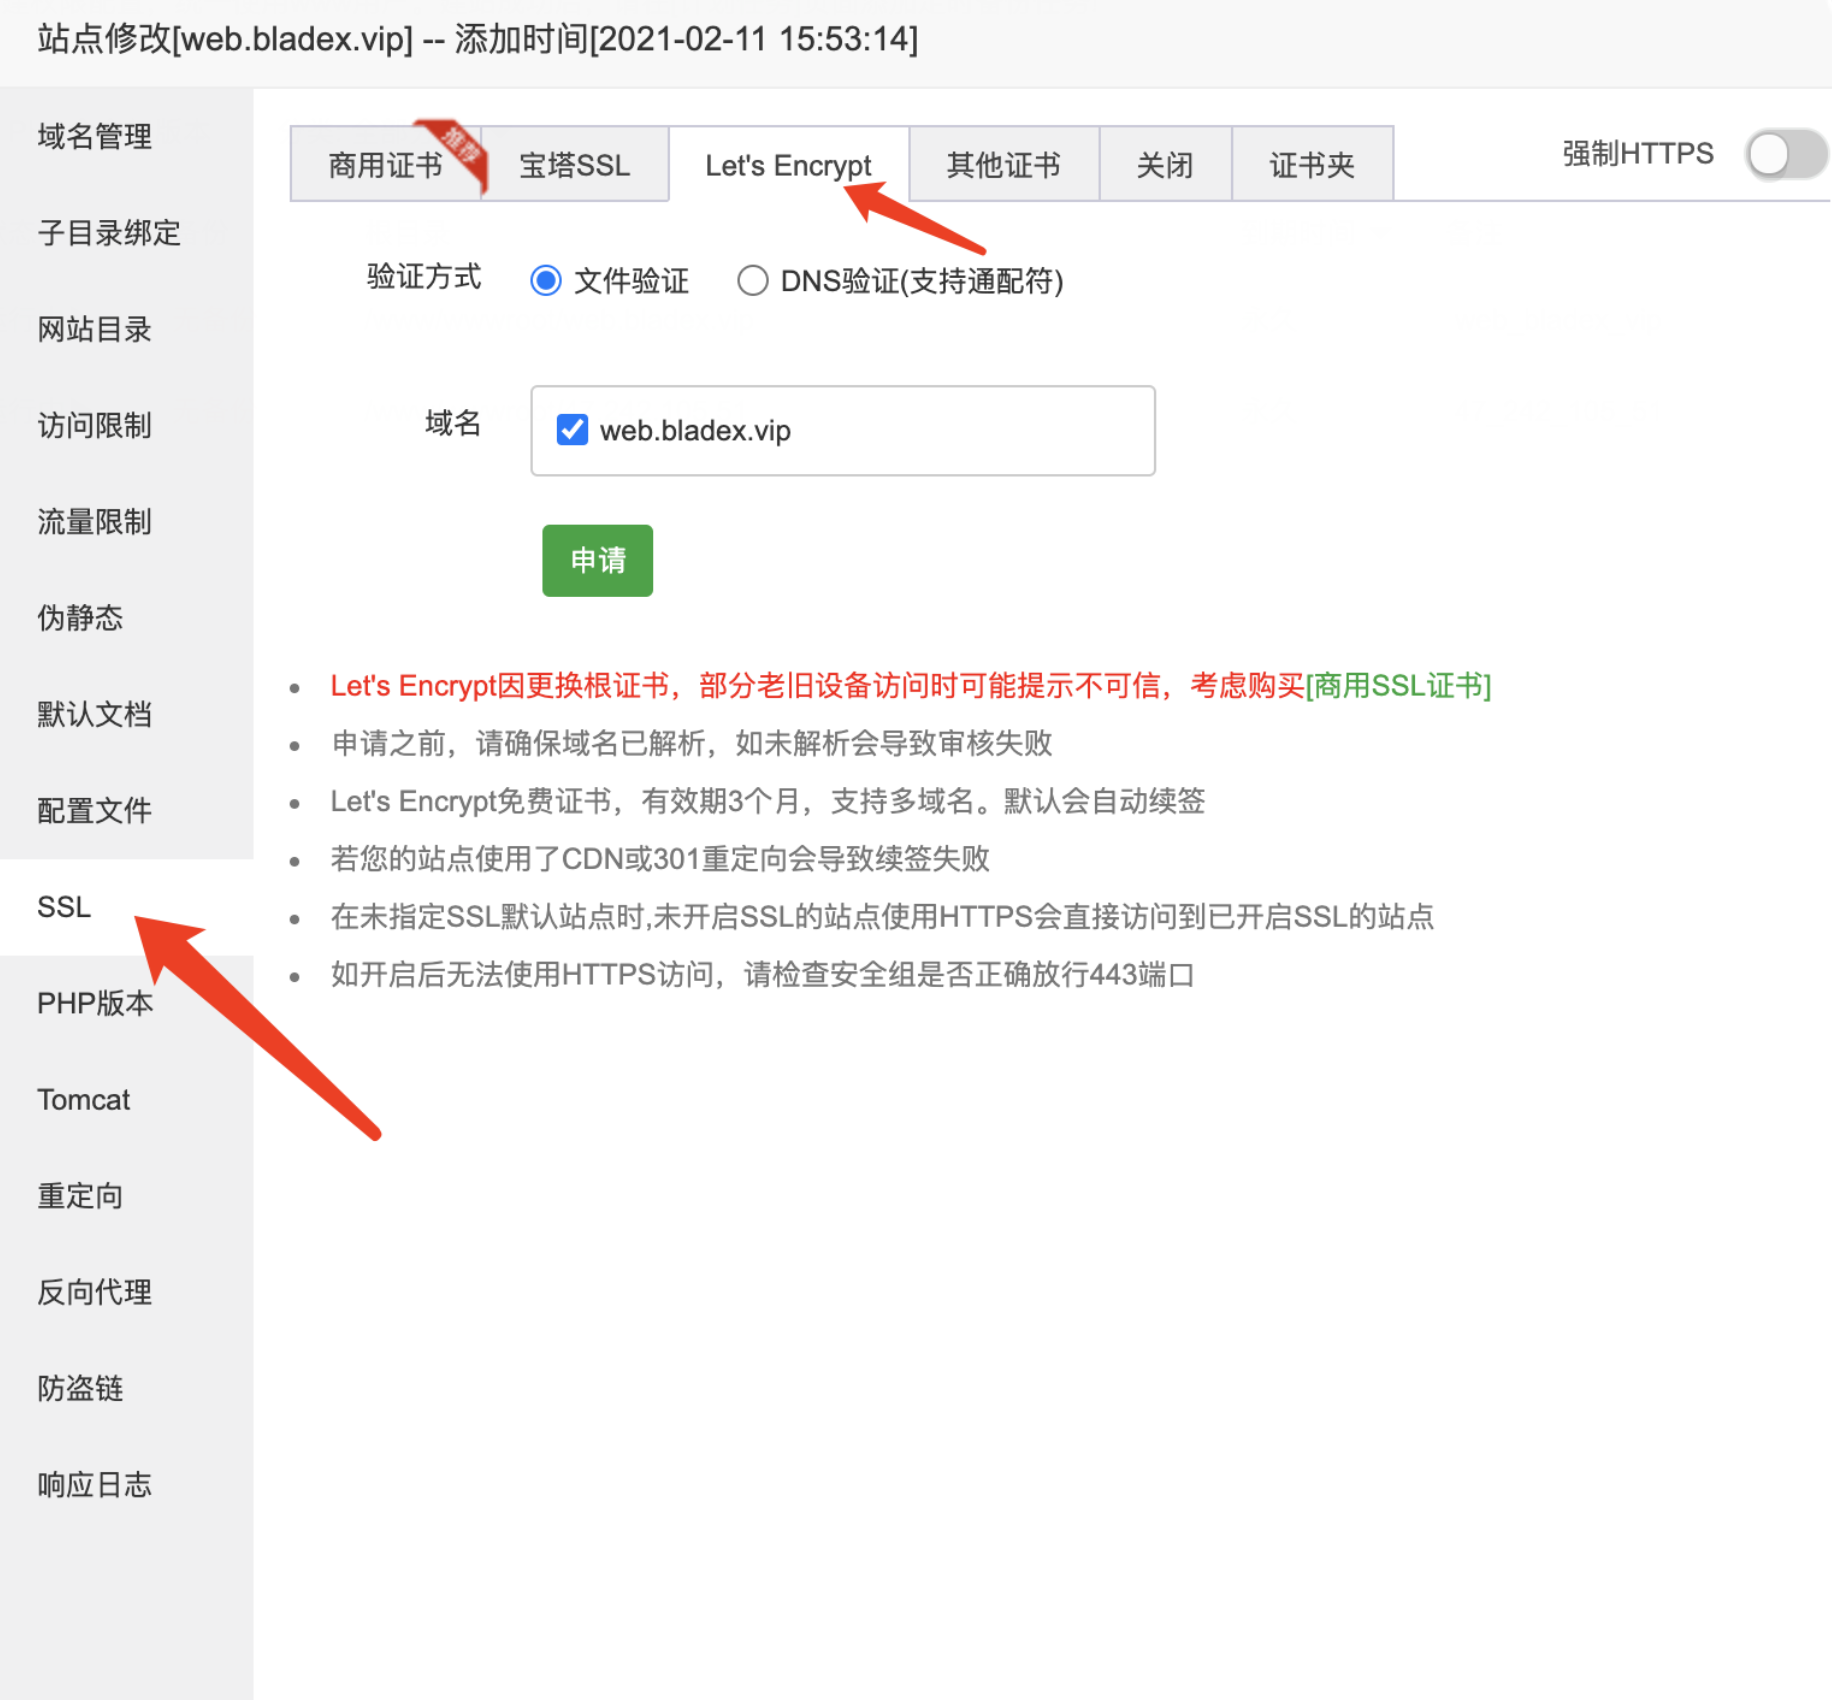 站点修改[web.bladex.vip] -- 添加时间[2021-02-11 15:53:14]
域名管理
子目录绑定
网站目录
访问限制
流量限制
伪静态
默认文档
配置文件
SSL
PHP版本
Tomcat
重定向
反向代理
防盗链
响应日志
商用证书
推荐
宝塔SSL
Let's Encrypt
其他证书
关闭
证书夹
强制HTTPS
验证方式
文件验证
DNS验证(支持通配符)
域名
web.bladex.vip
申请
Let's Encrypt因更换根证书，部分老旧设备访问时可能提示不可信，考虑购买[商用SSL证书]
申请之前，请确保域名已解析，如未解析会导致审核失败
Let's Encrypt免费证书，有效期3个月，支持多域名。默认会自动续签
若您的站点使用了CDN或301重定向会导致续签失败
在未指定SSL默认站点时,未开启SSL的站点使用HTTPS会直接访问到已开启SSL的站点
如开启后无法使用HTTPS访问，请检查安全组是否正确放行443端口